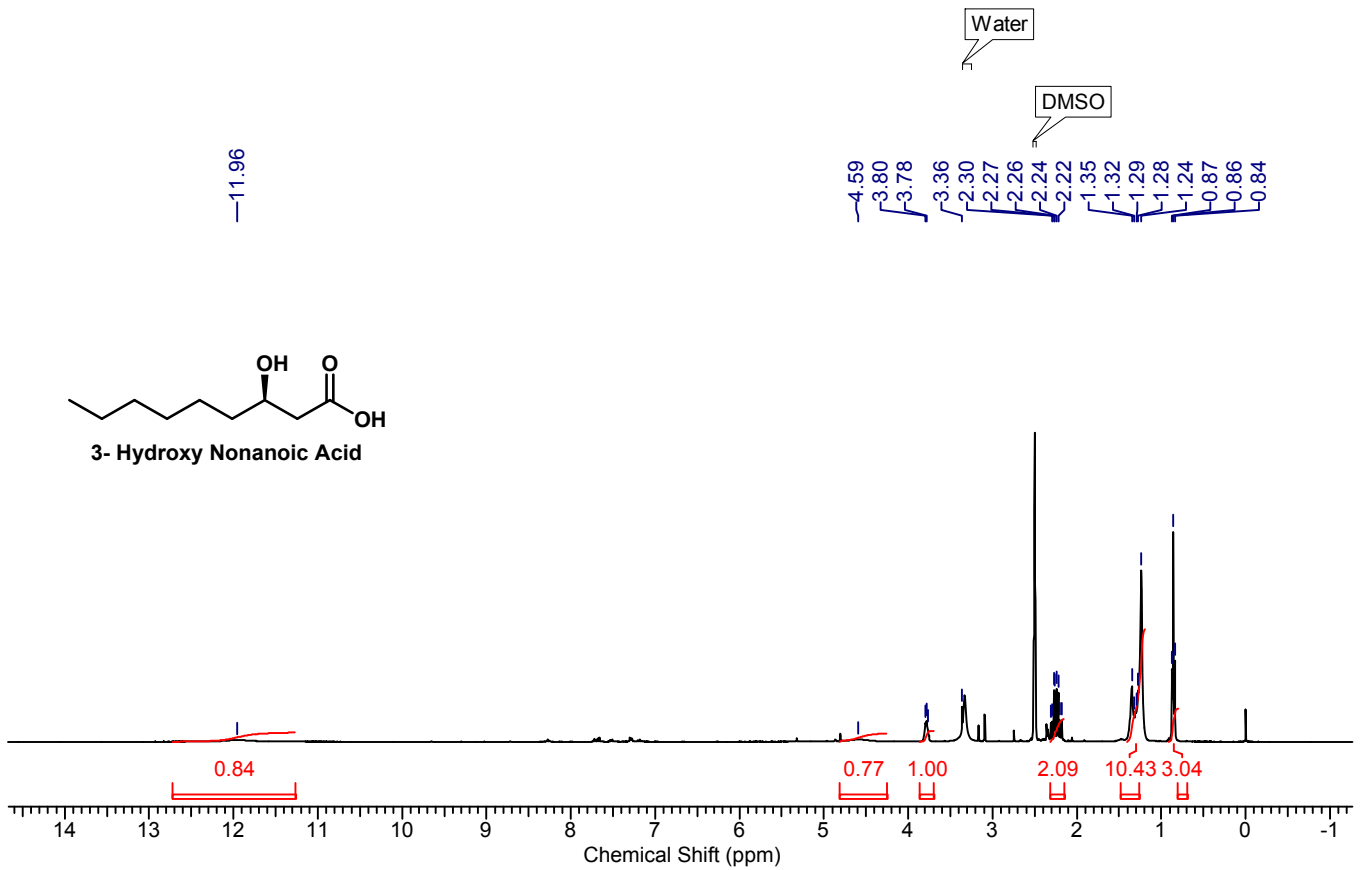 Water
DMSO
11.96
4.59
3.80
3.78
3.36
2.30
2.27
2.26
2.24
2.22
1.35
1.32
1.29
1.28
1.24
0.87
0.86
0.84
OH O
OH
3- Hydroxy Nonanoic Acid
0.84 0.77 1.00 2.09 10.43 3.04
14 13 12 11 10 9 8 7 6 5 4 3 2 1 0 -1
Chemical Shift (ppm)